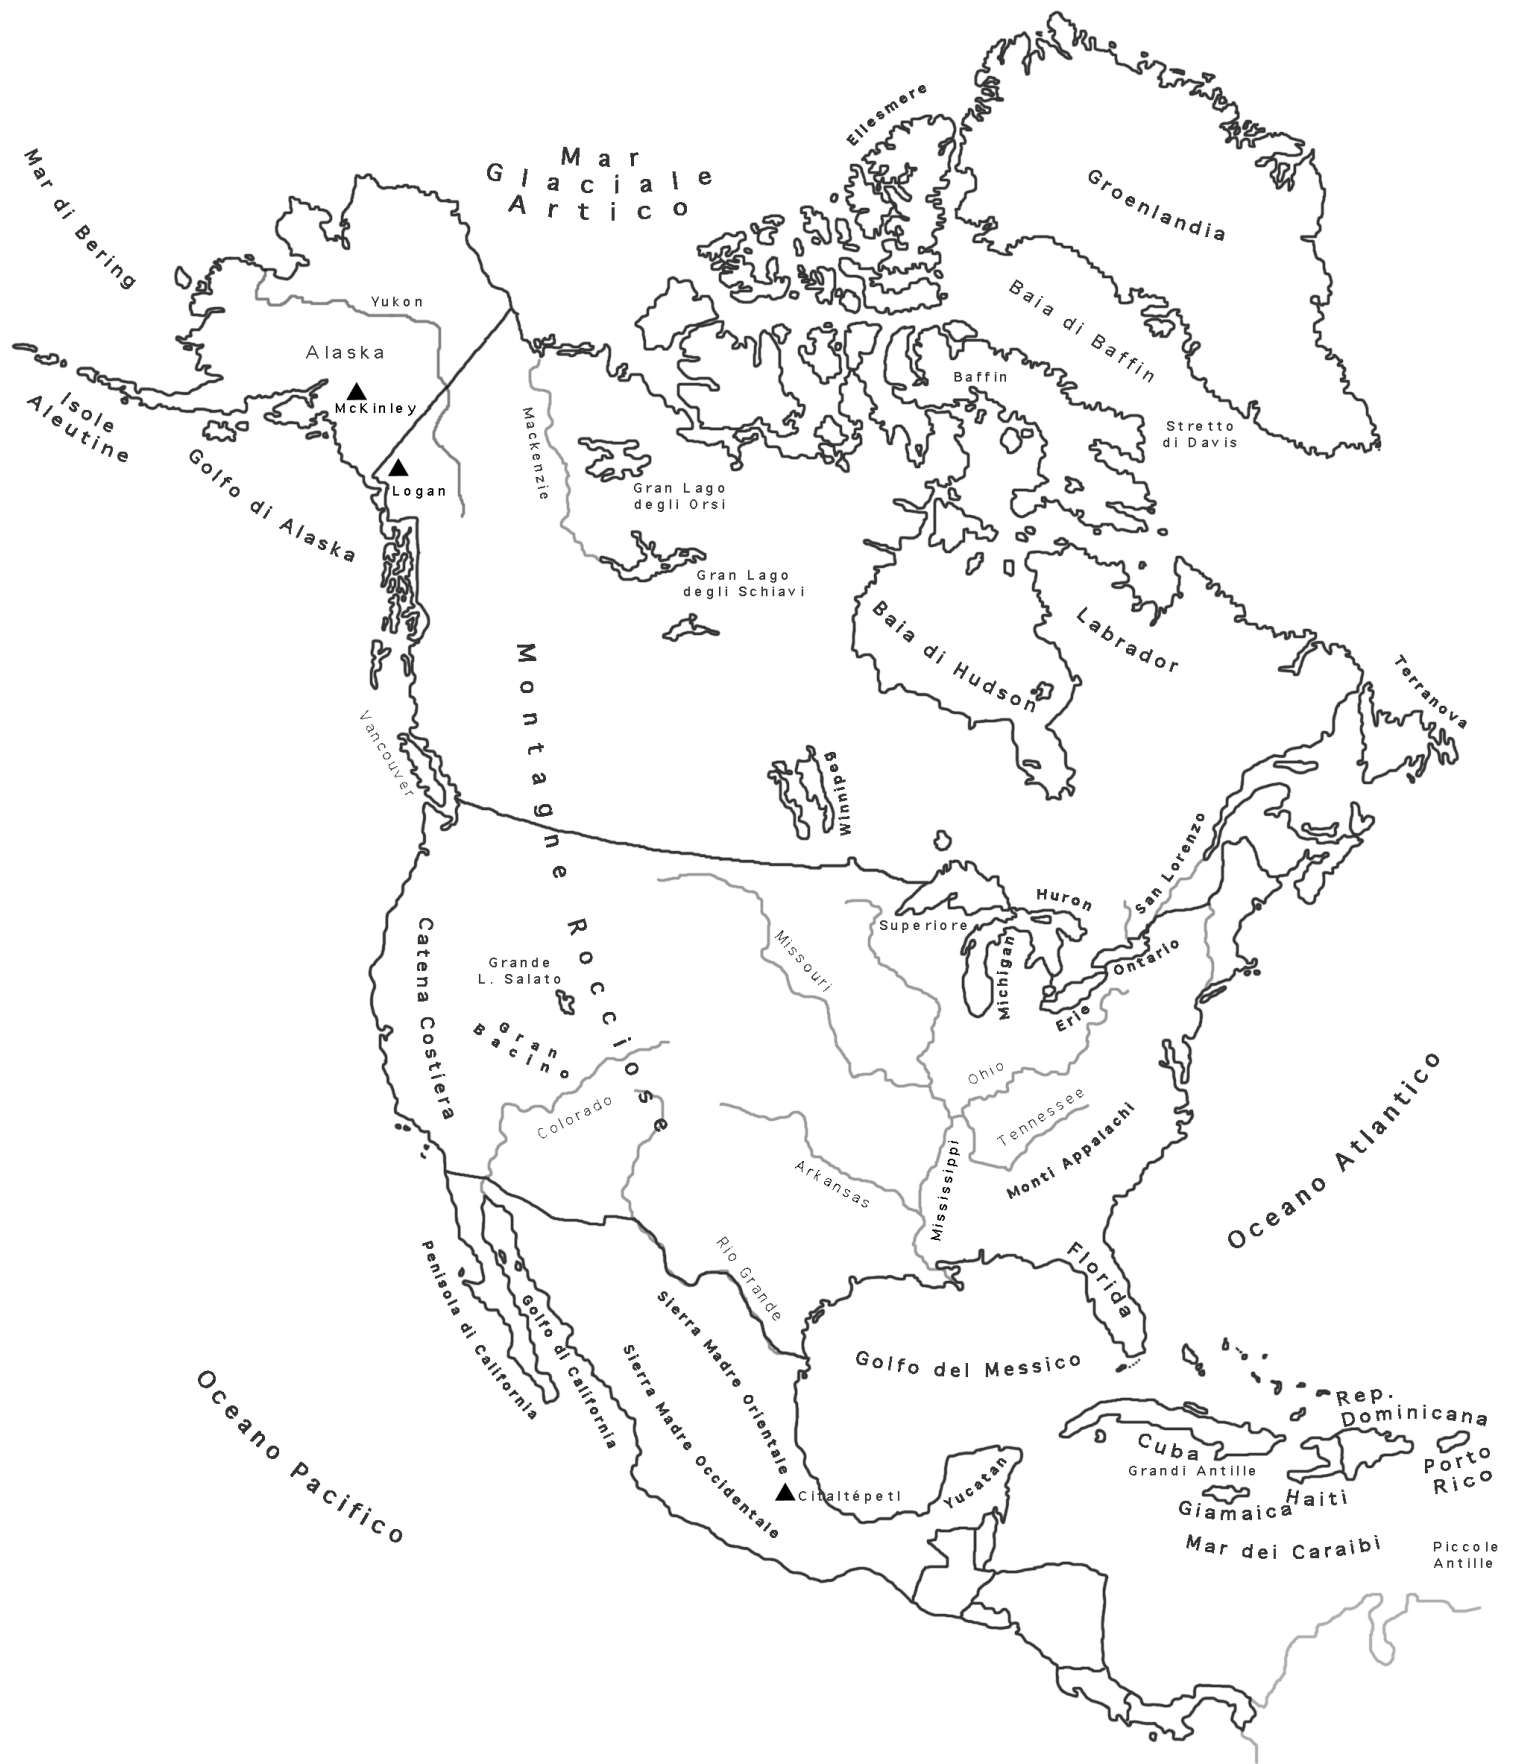 Ellesmere
Mar
Glaciale
Artico
Mar di Bering
Groenlandia
Yukon
Baia di Baffin
Alaska
Baffin
McKinley
Isole
Aleutine
Mackenzie
Stretto
di Davis
Golfo di Alaska
Logan
Gran Lago
degli Orsi
Gran Lago
degli Schiavi
Baia di Hudson
Labrador
Montagne Rocciose
Terranova
Vancouver
Winnipeg
San Lorenzo
Huron
Superiore
Michigan
Ontario
Erie
Catena Costiera
Missouri
Grande
L. Salato
Gran
Bacino
Ohio
Colorado
Tennessee
Monti Appalachi
Arkansas
Mississippi
Oceano Atlantico
Rio Grande
Florida
Penisola di California
Golfo di California
Sierra Madre Orientale
Sierra Madre Occidentale
Golfo del Messico
Oceano Pacifico
Rep.
Dominicana
Cuba
Grandi Antille
Porto
Rico
Yucatan
Citaltépetl
Giamaica
Haiti
Mar dei Caraibi
Piccole
Antille